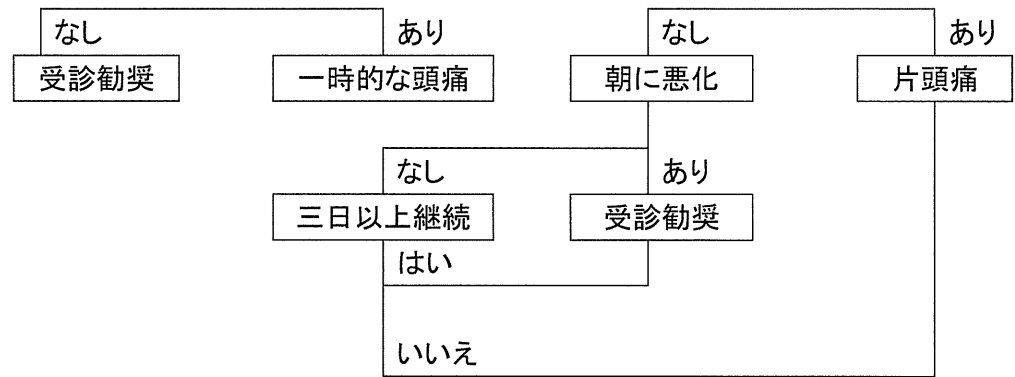 なし あり なし あり
受診勧奨 一時的な頭痛 朝に悪化 片頭痛
なし あり
三日以上継続 受診勧奨
はい
いいえ